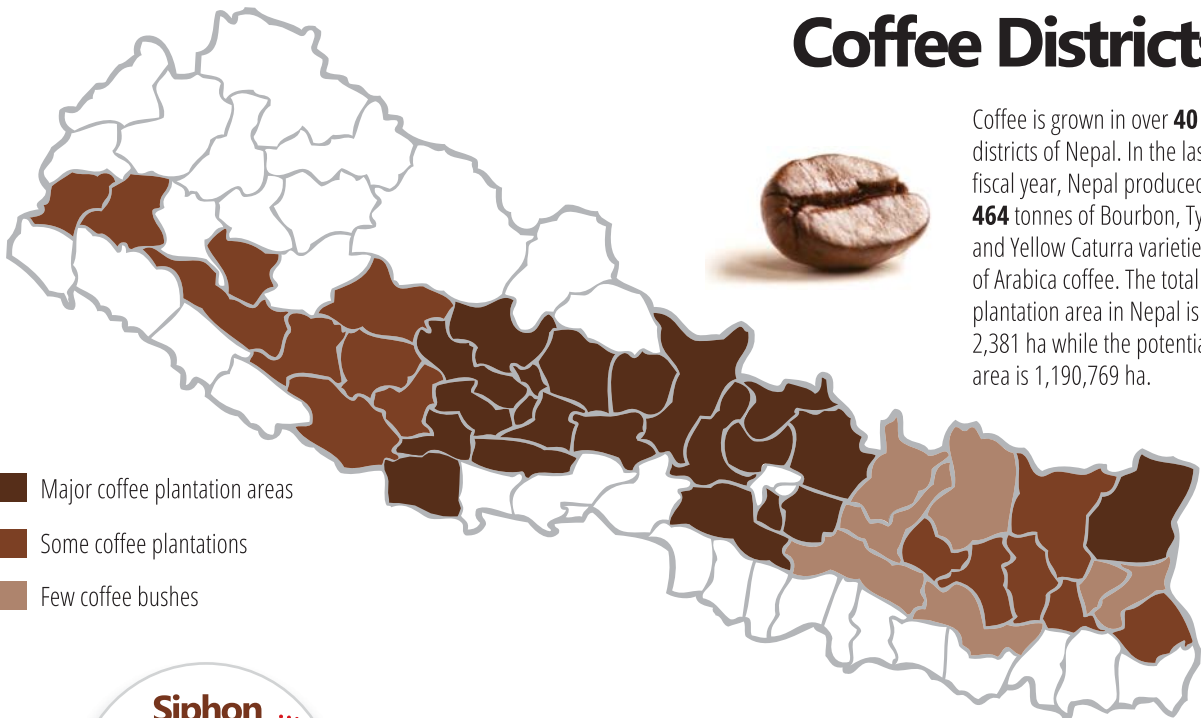 Coffee Districts
Coffee is grown in over 40
districts of Nepal. In the las
fiscal year, Nepal produced
464 tonnes of Bourbon, Ty
and Yellow Caturra varietie
of Arabica coffee. The total
plantation area in Nepal is
2,381 ha while the potentia
area is 1,190,769 ha.
Major coffee plantation areas
Some coffee plantations
Few coffee bushes
Siphon